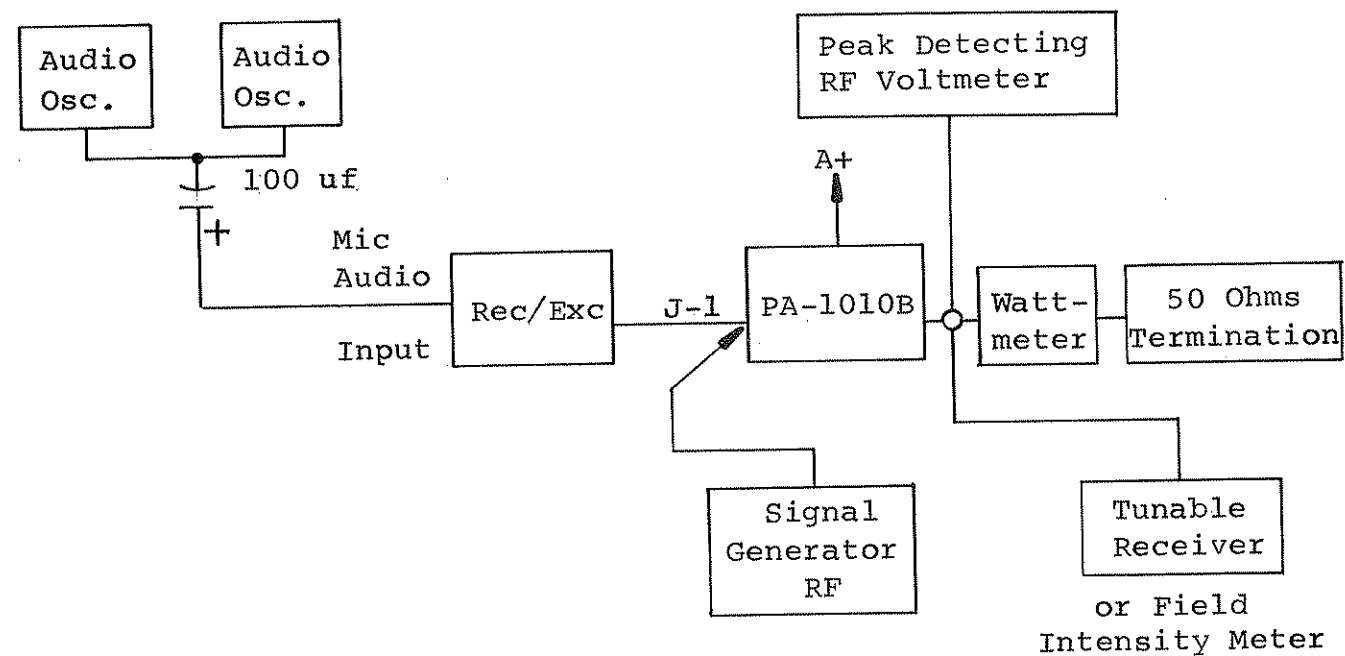 Audio
Osc.
Audio
Osc.
Peak Detecting
RF Voltmeter
100 uf
+
A+
Mic
Audio
Input
Rec/Exc
J-1
PA-1010B
Watt-
meter
50 Ohms
Termination
Signal
Generator
RF
Tunable
Receiver
or Field
Intensity Meter